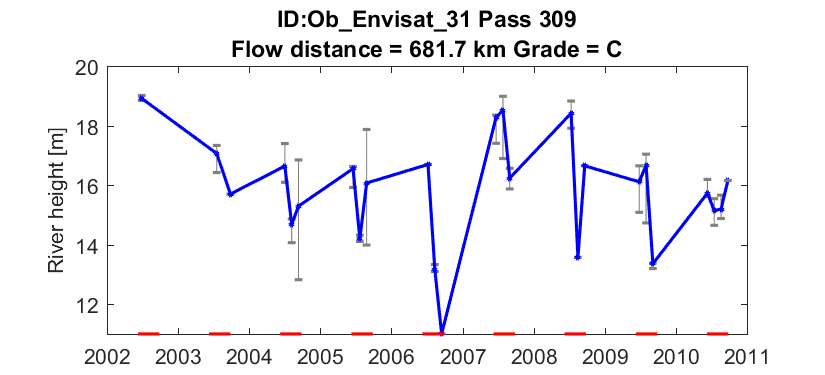 ID:Ob_Envisat_31 Pass 309
Flow distance = 681.7 km Grade = C
River height [m]
20
18
16
14
12
2002 2003 2004 2005 2006 2007 2008 2009 2010 2011